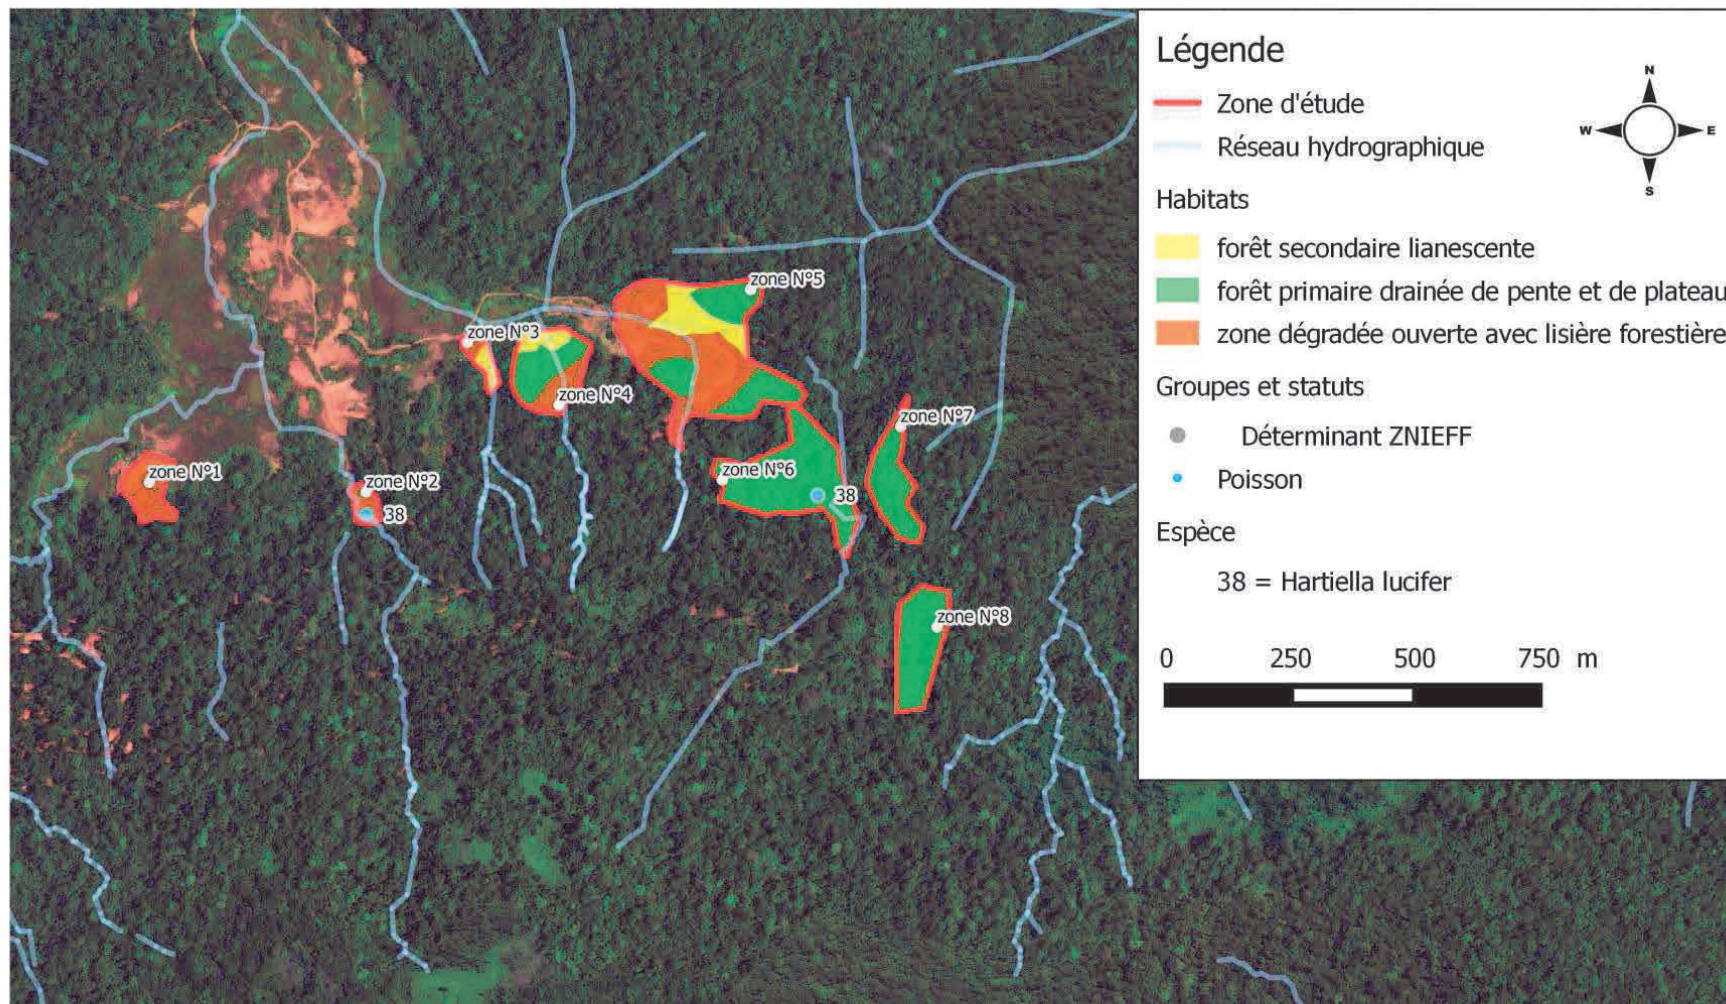 Légende
Zone d'étude
Réseau hydrographique
N
W
E
S
Habitats
forêt secondaire lianescente
forêt primaire drainée de pente et de plateau
zone dégradée ouverte avec lisière forestière
Groupes et statuts
Déterminant ZNIEFF
Poisson
Espèce
38 = Hartiella lucifer
0 250 500 750 m
zone N°5
zone N°3
zone N°4
zone N°7
zone N°1
zone N°2
zone N°6
38
38
zone N°8